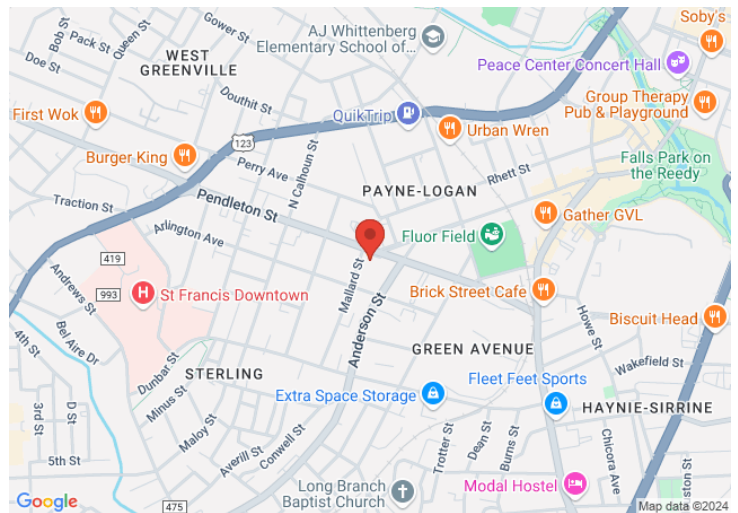 Bob St
Pack St
Queen St
Gower St
AJ Whittenberg
Elementary School of...
Soby's
WEST
GREENVILLE
Doe St
Peace Center Concert Hall
Douthit St
First Wok
QuikTrip
Group Therapy
Pub & Playground
Urban Wren
123
Burger King
N Calhoun St
Perry Ave
Rhett St
Falls Park on
the Reedy
PAYNE-LOGAN
Traction St
Pendleton St
Gather GVL
Arlington Ave
Fluor Field
419
Andrews St
Mallard St
993
St Francis Downtown
Brick Street Cafe
Bel Aire Dr
Anderson St
Howe St
Biscuit Head
4th St
GREEN AVENUE
Dunbar St
Wakefield St
STERLING
Minus St
Extra Space Storage
Fleet Feet Sports
3rd St
D St
Maloy St
HAYNIE-SIRRINE
Trotter St
Dean St
Burns St
Chicora Ave
Averill St
Conwell St
5th St
Long Branch
Baptist Church
Modal Hostel
475
Google
Map data ©2024